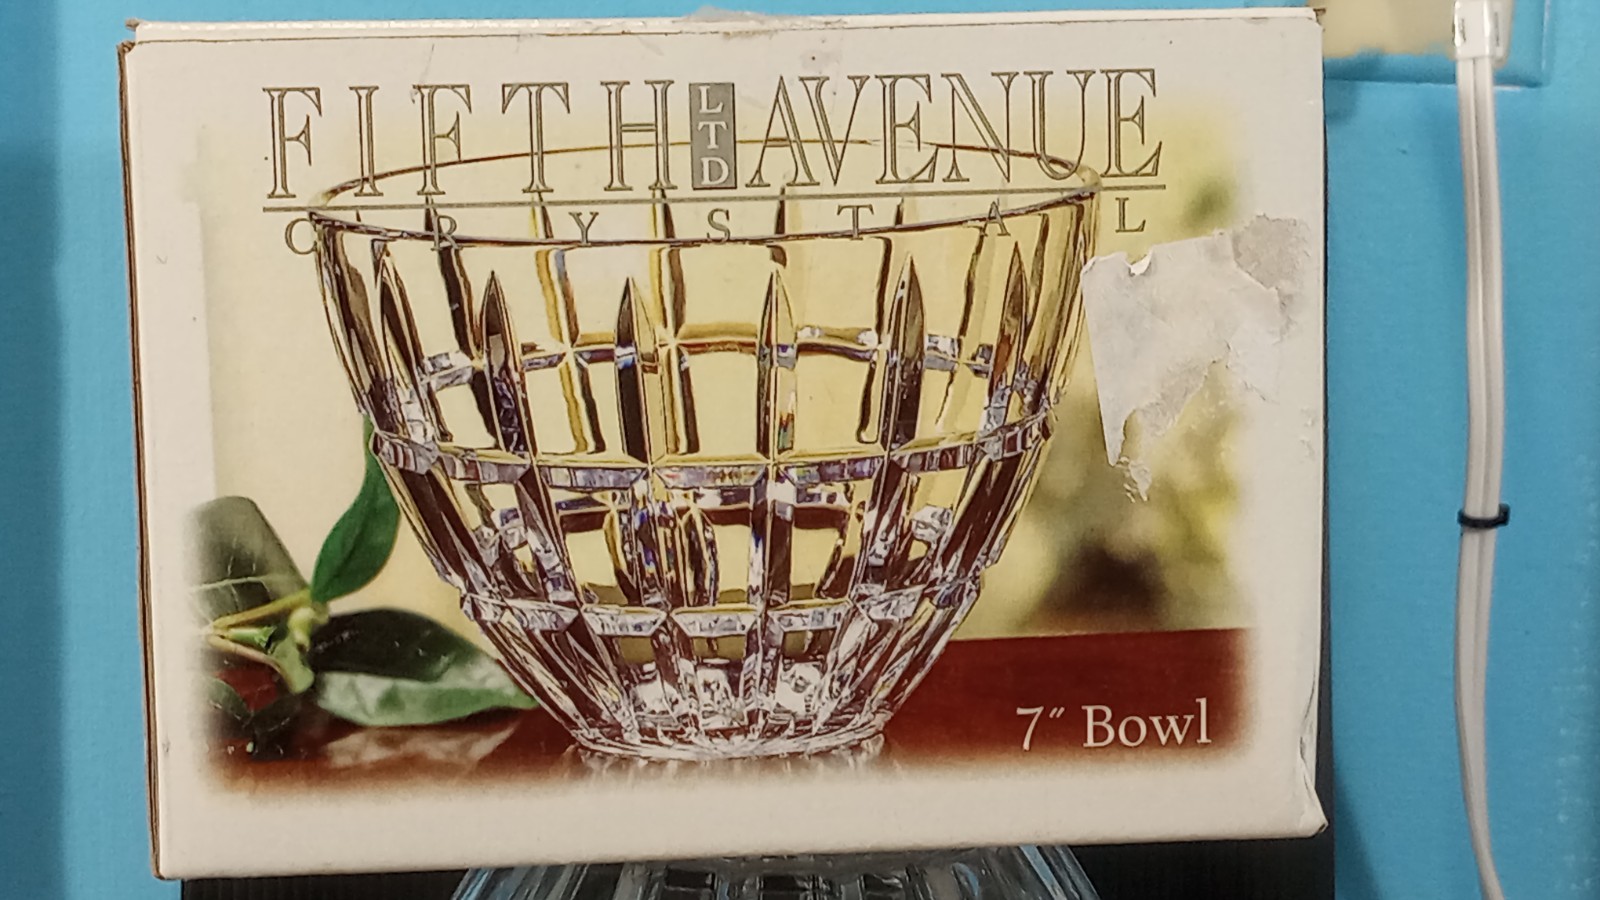 FIFTH LTD AVENUE
CRYSTAL
7" Bowl